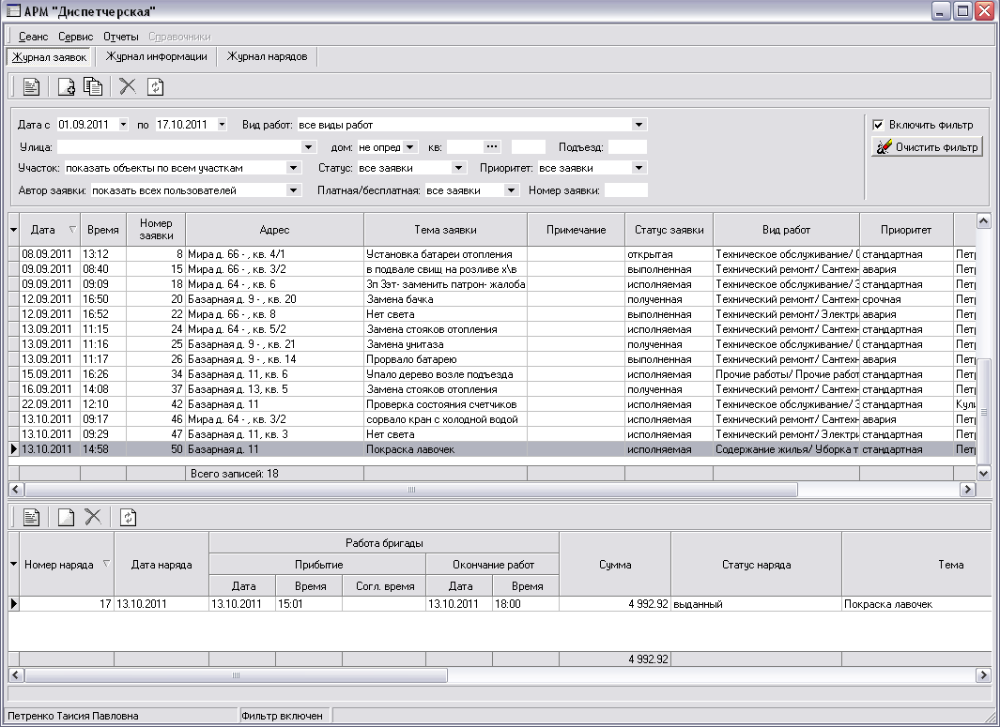 АРМ "Диспетчерская"
Сеанс Сервис Отчеты Справочники
Журнал заявок Журнал информации Журнал нарядов
Дата с 01.09.2011 по 17.10.2011 Вид работ: все виды работ Включить фильтр
Улица: дом: не опред кв: ... Подъезд: Очистить фильтр
Участок: показать объекты по всем участкам Статус: все заявки Приоритет: все заявки
Автор заявки: показать всех пользователей Платная/бесплатная: все заявки Номер заявки:
Дата Время Номер заявки Адрес Тема заявки Примечание Статус заявки Вид работ Приоритет
08.09.2011 13:12 8 Мира д. 66 - , кв. 4/1 Установка батареи отопления открытая Техническое обслуживание/ С стандартная Петр
09.09.2011 08:40 15 Мира д. 66 - , кв. 3/2 в подвале свищ на розливе х\в выполненная Технический ремонт/ Сантехн авария Петр
09.09.2011 09:09 18 Мира д. 64 - , кв. 6 3п 3эт- заменить патрон- жалоба исполняемая Техническое обслуживание/ Э стандартная Петр
12.09.2011 16:50 20 Базарная д. 9 - , кв. 20 Замена бачка полученная Технический ремонт/ Сантехн срочная Петр
12.09.2011 16:52 22 Мира д. 66 - , кв. 8 Нет света выполненная Технический ремонт/ Электри авария Петр
13.09.2011 11:15 24 Мира д. 64 - , кв. 5/2 Замена стояков отопления исполняемая Технический ремонт/ Сантехн стандартная Петр
13.09.2011 11:16 25 Базарная д. 9 - , кв. 21 Замена унитаза полученная Техническое обслуживание/ С стандартная Петр
13.09.2011 11:17 26 Базарная д. 9 - , кв. 14 Прорвало батарею выполненная Технический ремонт/ Сантехн авария Петр
15.09.2011 16:26 34 Базарная д. 11, кв. 6 Упало дерево возле подъезда исполняемая Прочие работы/ Прочие работ стандартная Петр
16.09.2011 14:08 37 Базарная д. 13, кв. 5 Замена стояков отопления полученная Технический ремонт/ Сантехн стандартная Петр
22.09.2011 12:10 42 Базарная д. 11 Проверка состояния счетчиков исполняемая Техническое обслуживание/ Э стандартная Кули
13.10.2011 09:17 46 Мира д. 64 - , кв. 3/2 сорвало кран с холодной водой исполняемая Технический ремонт/ Сантехн авария Петр
13.10.2011 09:29 47 Базарная д. 11, кв. 3 Нет света исполняемая Технический ремонт/ Электри стандартная Петр
13.10.2011 14:58 50 Базарная д. 11 Покраска лавочек исполняемая Содержание жилья/ Уборка т стандартная Петр
Всего записей: 18
Работа бригады
Номер наряда Дата наряда Прибытие Окончание работ Сумма Статус наряда Тема
Дата Время Согл. время Дата Время
17 13.10.2011 13.10.2011 15:01 13.10.2011 18:00 4 992.92 выданный Покраска лавочек
4 992.92
Петренко Таисия Павловна Фильтр включен